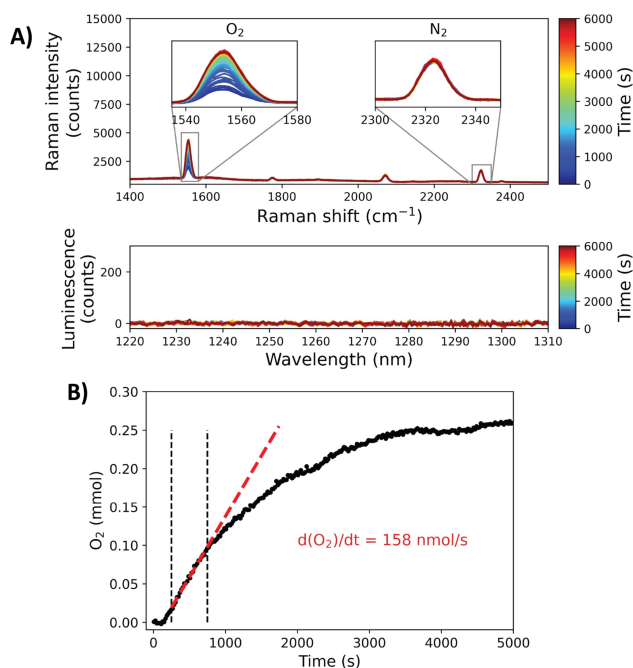 A)
O₂
N₂
15000
12500
10000
7500
5000
2500
Raman intensity
(counts)
1540 1560 1580
2300 2320 2340
1400 1600 1800 2000 2200 2400
Raman shift (cm⁻¹)
6000
5000
4000
3000
2000
1000
0
Time (s)
200
0
Luminescence
(counts)
1220 1230 1240 1250 1260 1270 1280 1290 1300 1310
Wavelength (nm)
6000
4000
2000
0
Time (s)
B)
0.30
0.25
0.20
0.15
0.10
0.05
0.00
O₂ (mmol)
d(O₂)/dt = 158 nmol/s
0 1000 2000 3000 4000 5000
Time (s)